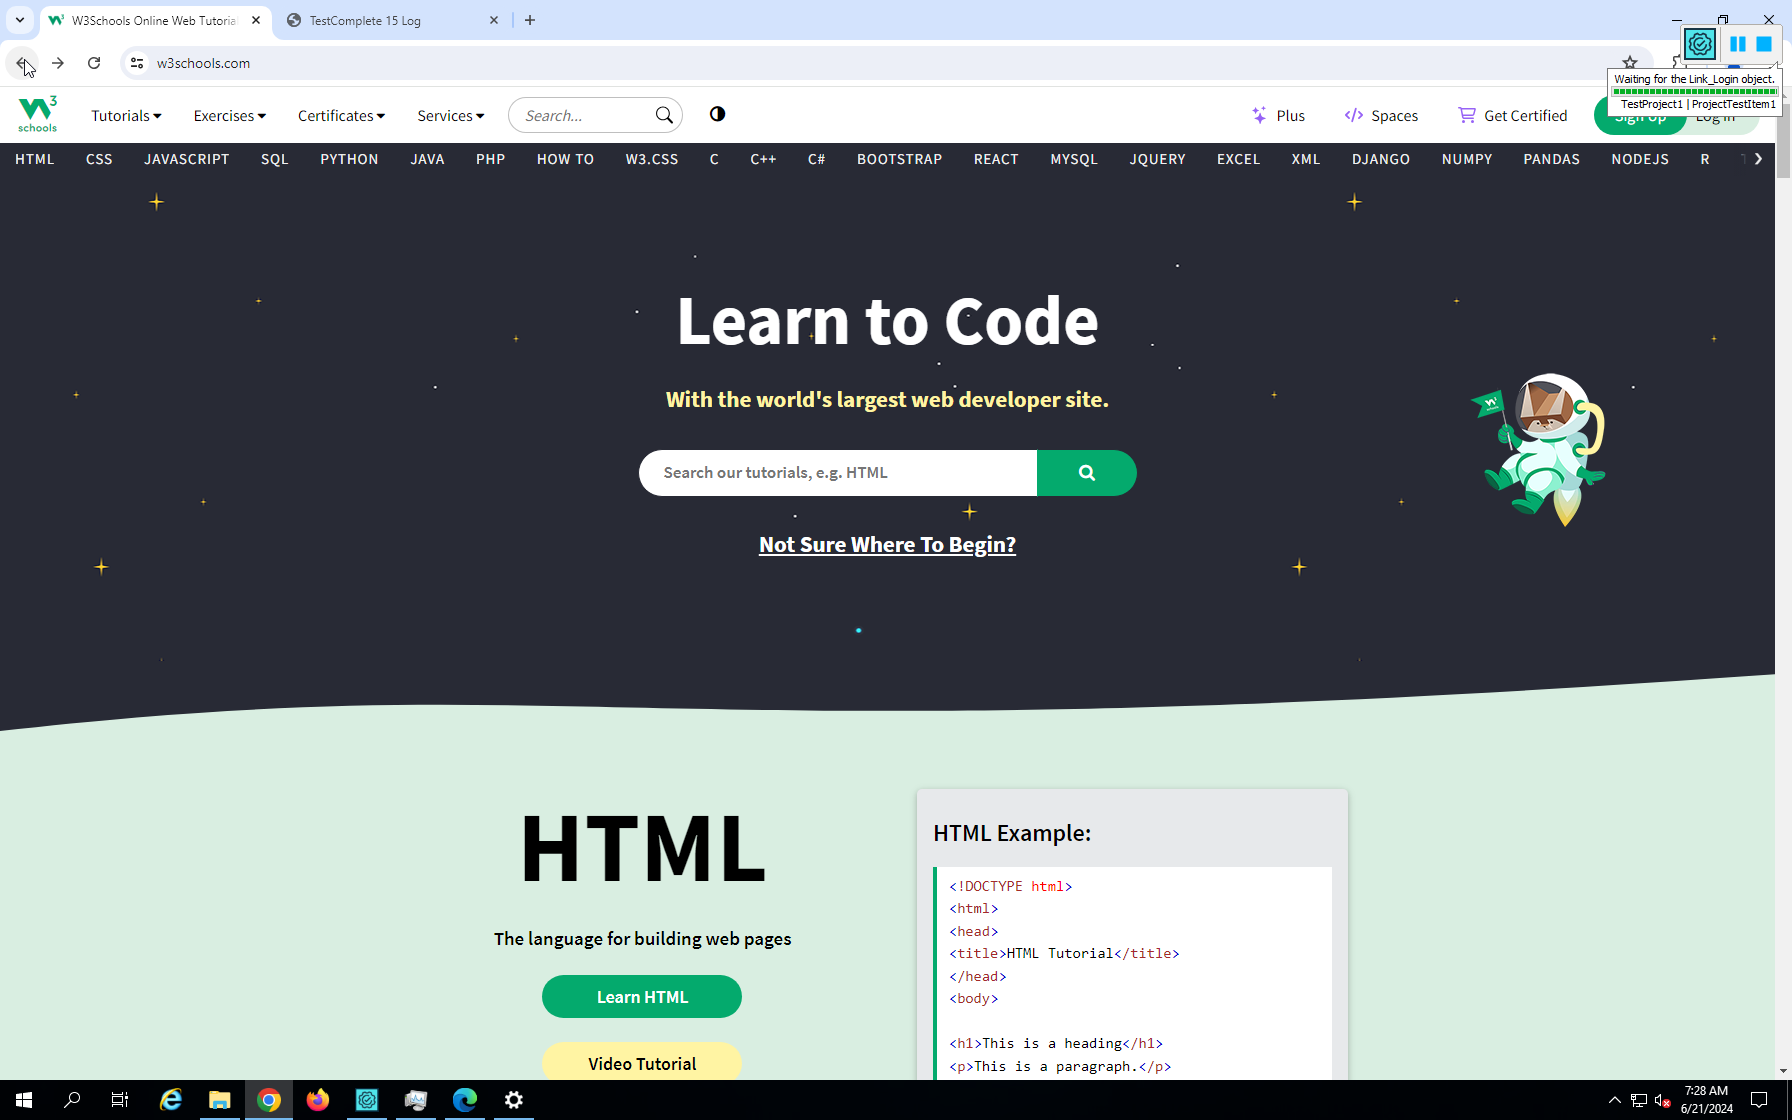 W3Schools Online Web Tutoria
TestComplete 15 Log
w3schools.com
Waiting for the Link_Login object.
TestProject1 | ProjectTestItem1
W3
schools
Tutorials
Exercises
Certificates
Services
Search...
Plus
Spaces
Get Certified
Sign Up
Log in
HTML CSS JAVASCRIPT SQL PYTHON JAVA PHP HOW TO W3.CSS C C++ C# BOOTSTRAP REACT MYSQL JQUERY EXCEL XML DJANGO NUMPY PANDAS NODEJS R
Learn to Code
With the world's largest web developer site.
Search our tutorials, e.g. HTML
Not Sure Where To Begin?
HTML
The language for building web pages
Learn HTML
Video Tutorial
HTML Example:
<!DOCTYPE html>
<html>
<head>
<title>HTML Tutorial</title>
</head>
<body>
<h1>This is a heading</h1>
<p>This is a paragraph.</p>
7:28 AM
6/21/2024